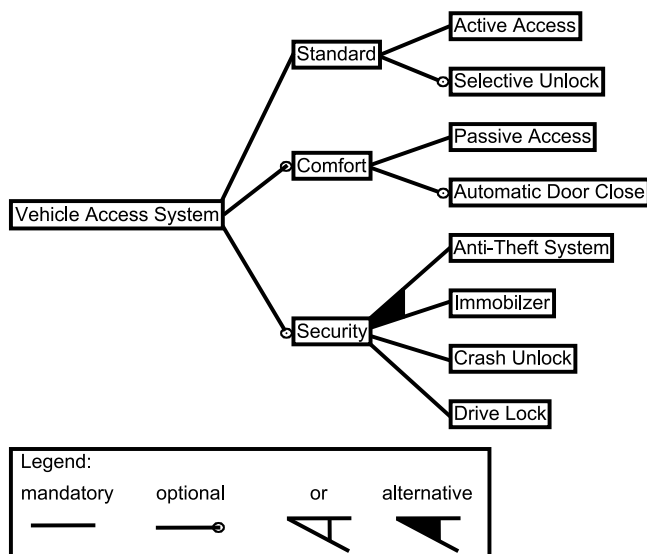 Active Access
Standard
Selective Unlock
Passive Access
Comfort
Automatic Door Close
Vehicle Access System
Anti-Theft System
Immobilzer
Security
Crash Unlock
Drive Lock
Legend:
mandatory optional or alternative